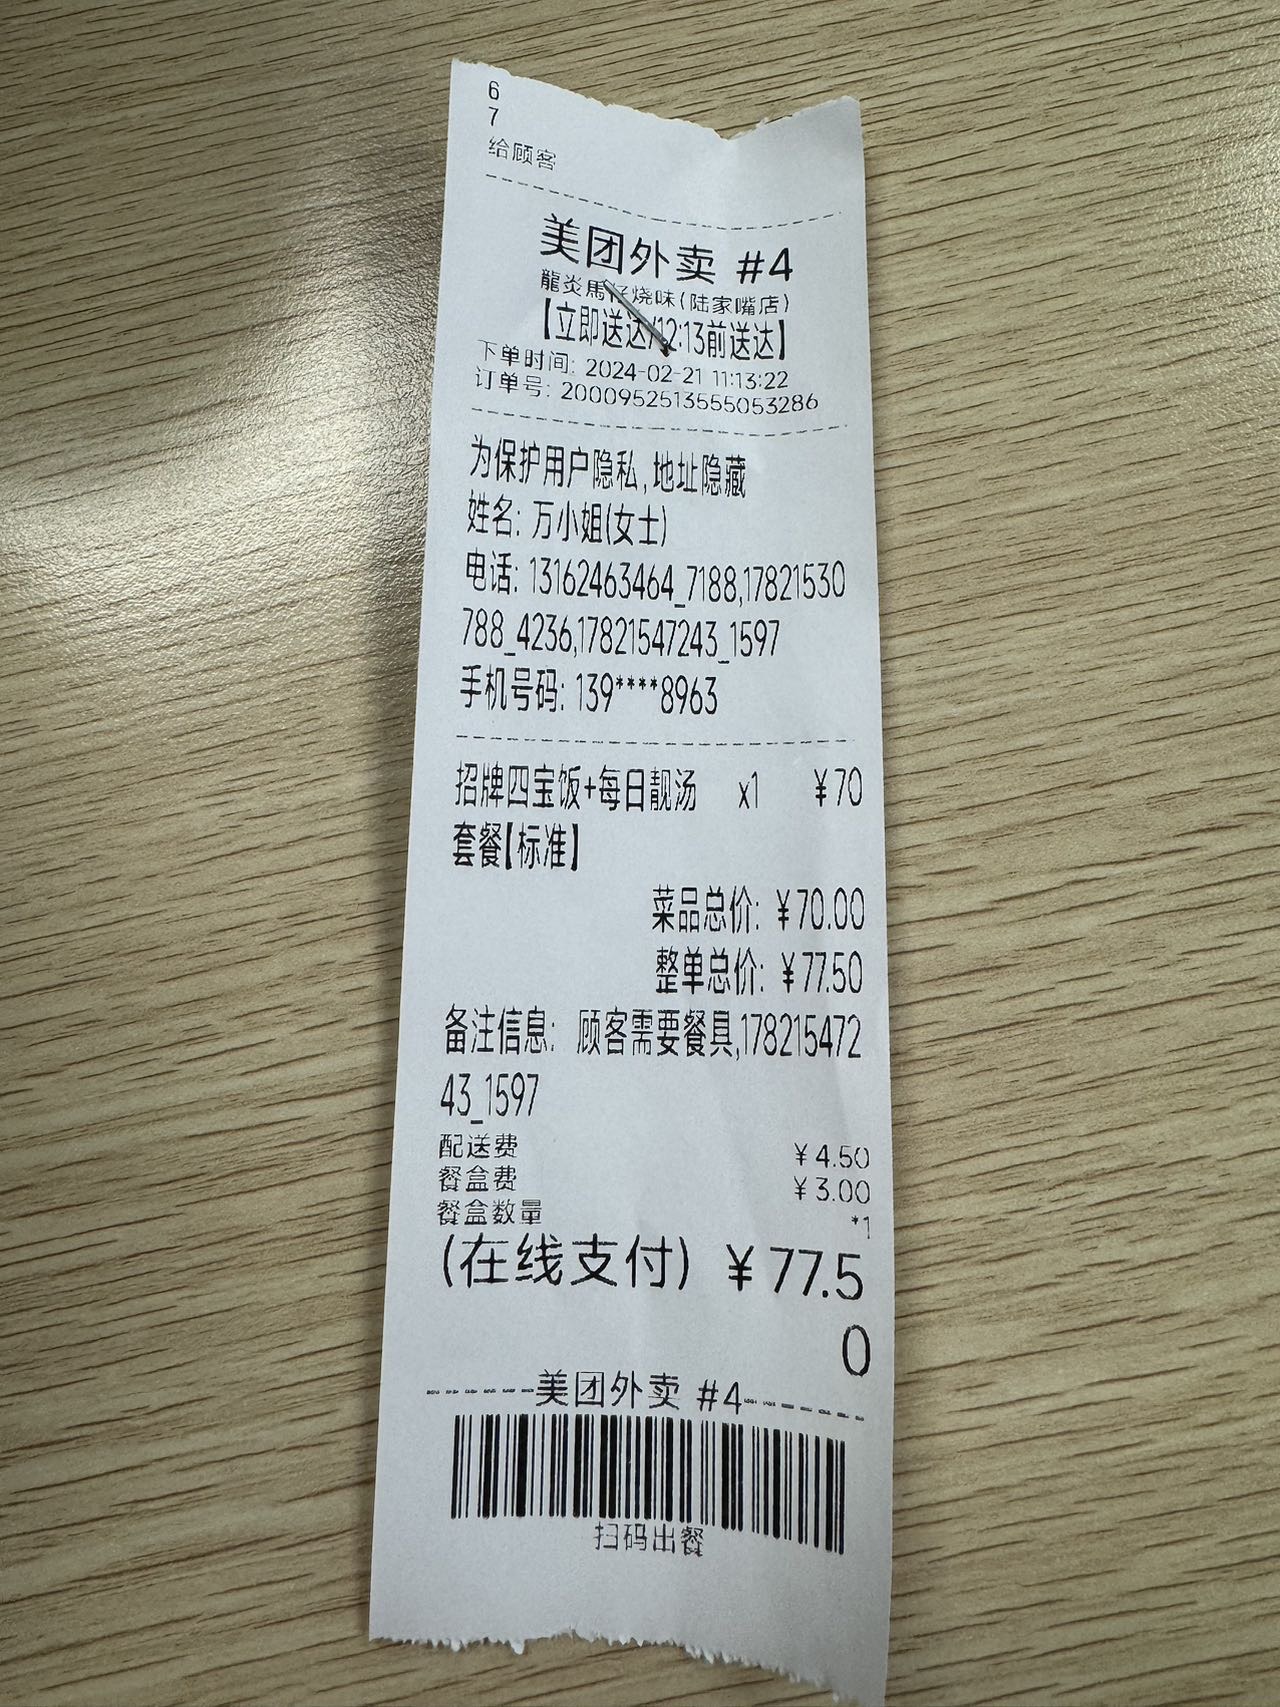 6
7
给顾客
美团外卖 #4
龍炎馬仔烧味(陆家嘴店)
【立即送达/12:13前送达】
下单时间: 2024-02-21 11:13:22
订单号: 2000952513555053286
为保护用户隐私,地址隐藏
姓名: 万小姐(女士)
电话: 13162463464_7188,17821530
788_4236,17821547243_1597
手机号码: 139****8963
招牌四宝饭+每日靓汤 x1 ¥70
套餐【标准】
菜品总价: ¥70.00
整单总价: ¥77.50
备注信息: 顾客需要餐具,178215472
43_1597
配送费 ¥4.50
餐盒费 ¥3.00
餐盒数量 *1
(在线支付) ¥77.5
0
美团外卖 #4
扫码出餐